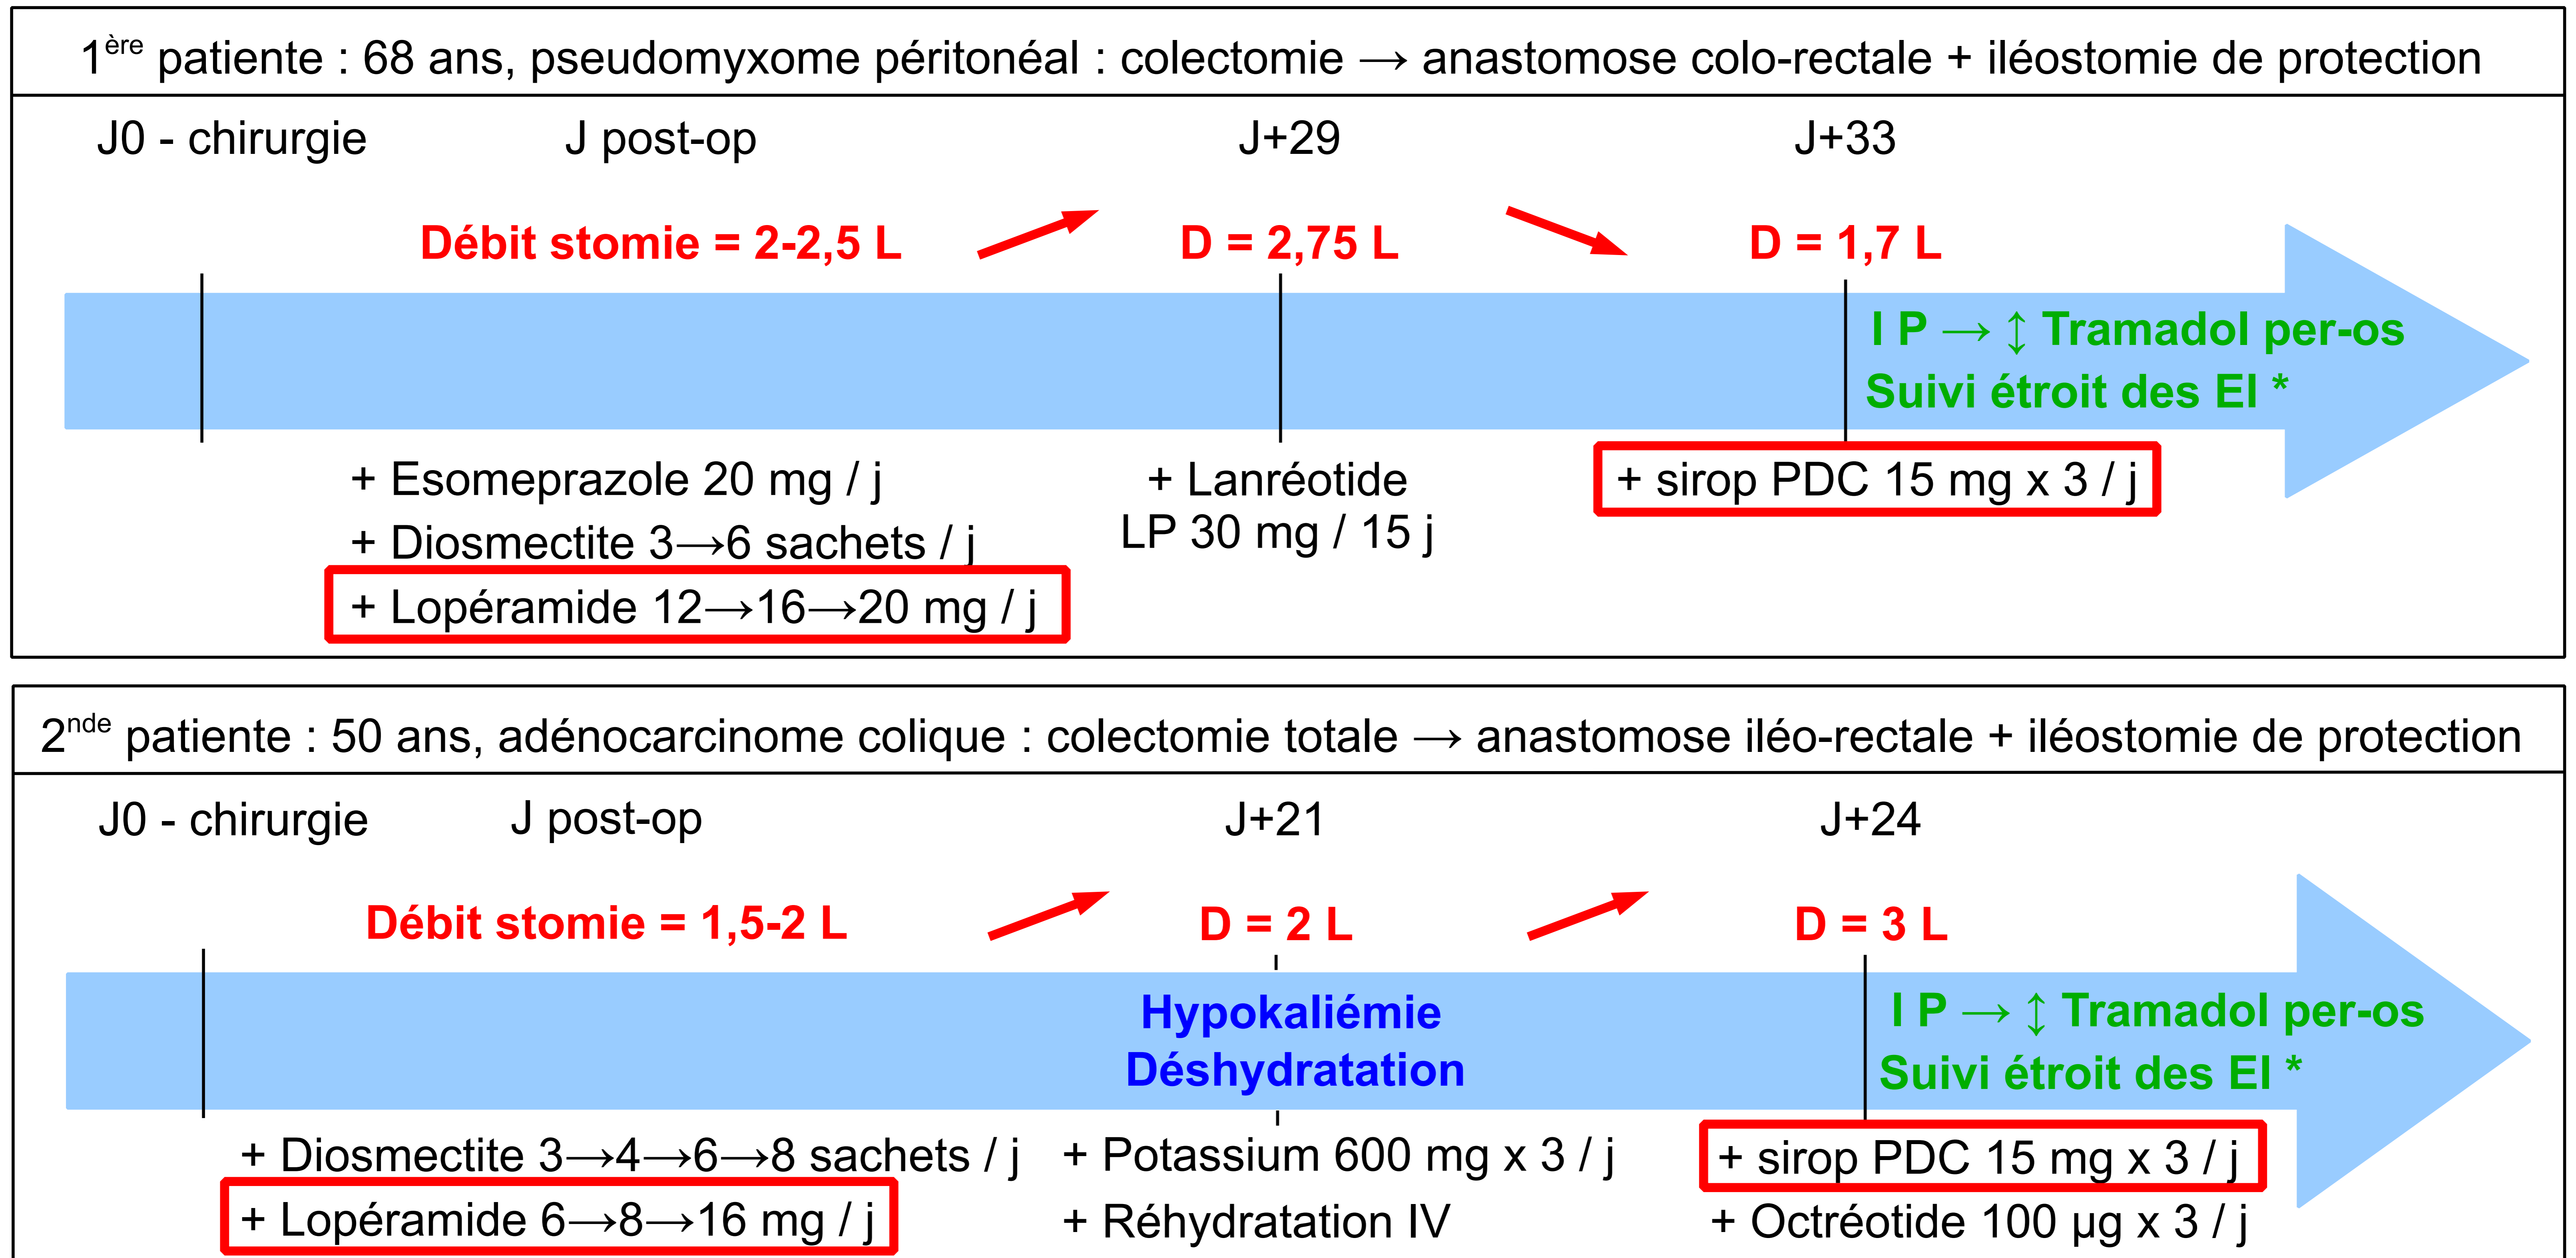 1ère patiente : 68 ans, pseudomyxome péritonéal : colectomie → anastomose colo-rectale + iléostomie de protection
J0 - chirurgie
J post-op
J+29
J+33
Débit stomie = 2-2,5 L
D = 2,75 L
D = 1,7 L
I P → ↕ Tramadol per-os
Suivi étroit des EI *
+ Esomeprazole 20 mg / j
+ Diosmectite 3→6 sachets / j
+ Lopéramide 12→16→20 mg / j
+ Lanréotide
LP 30 mg / 15 j
+ sirop PDC 15 mg x 3 / j
2nde patiente : 50 ans, adénocarcinome colique : colectomie totale → anastomose iléo-rectale + iléostomie de protection
J0 - chirurgie
J post-op
J+21
J+24
Débit stomie = 1,5-2 L
D = 2 L
D = 3 L
Hypokaliémie
Déshydratation
I P → ↕ Tramadol per-os
Suivi étroit des EI *
+ Diosmectite 3→4→6→8 sachets / j
+ Lopéramide 6→8→16 mg / j
+ Potassium 600 mg x 3 / j
+ Réhydratation IV
+ sirop PDC 15 mg x 3 / j
+ Octréotide 100 µg x 3 / j